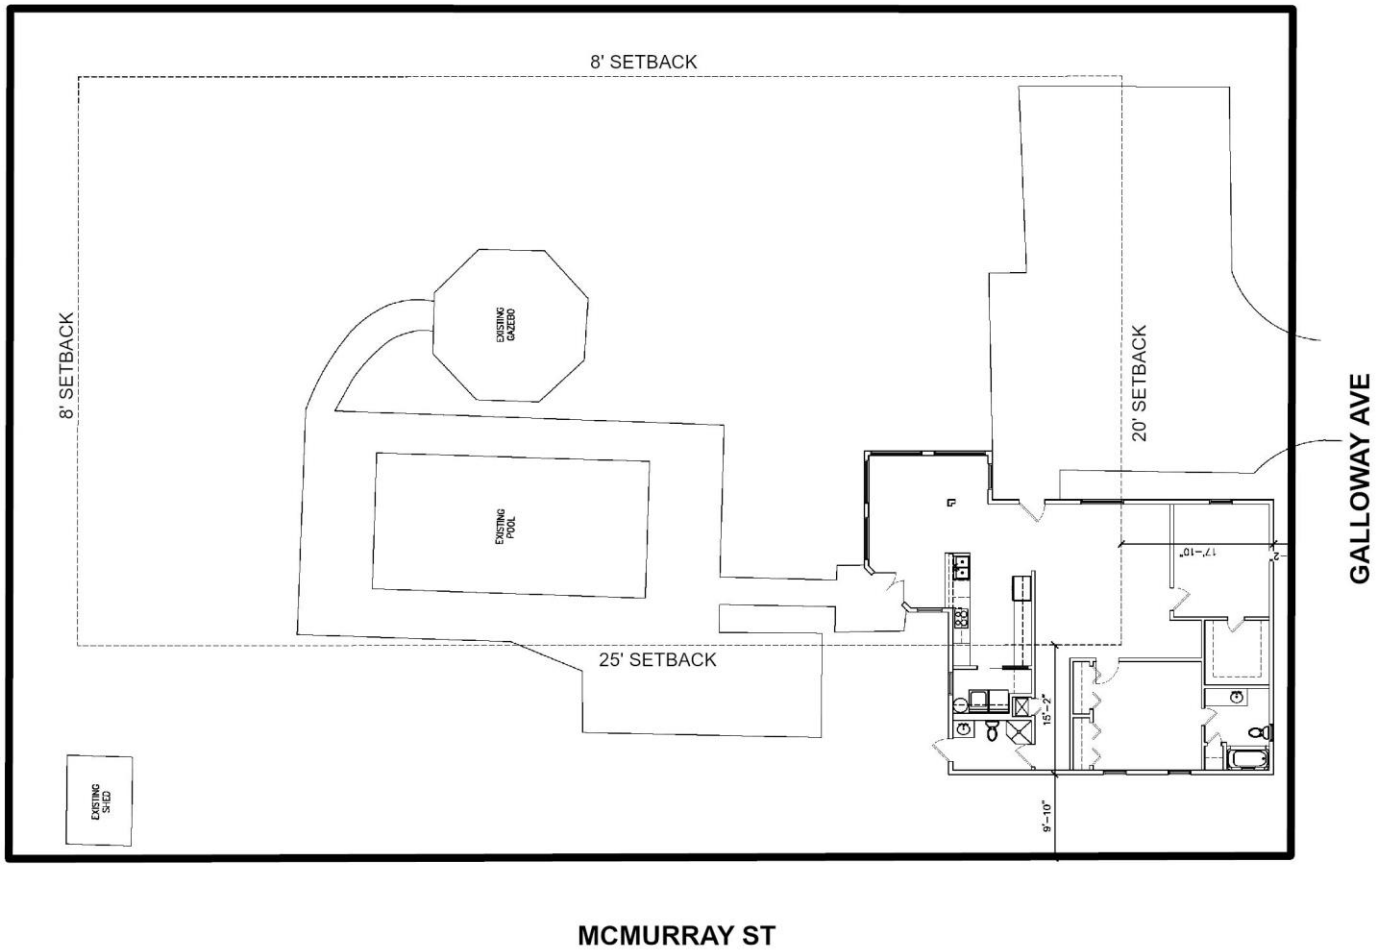 8' SETBACK
8' SETBACK
EXISTING
GAZEBO
20' SETBACK
GALLOWAY AVE
EXISTING
POOL
17'-10"
25' SETBACK
15'-2"
EXISTING
SHED
9'-10"
MCMURRAY ST